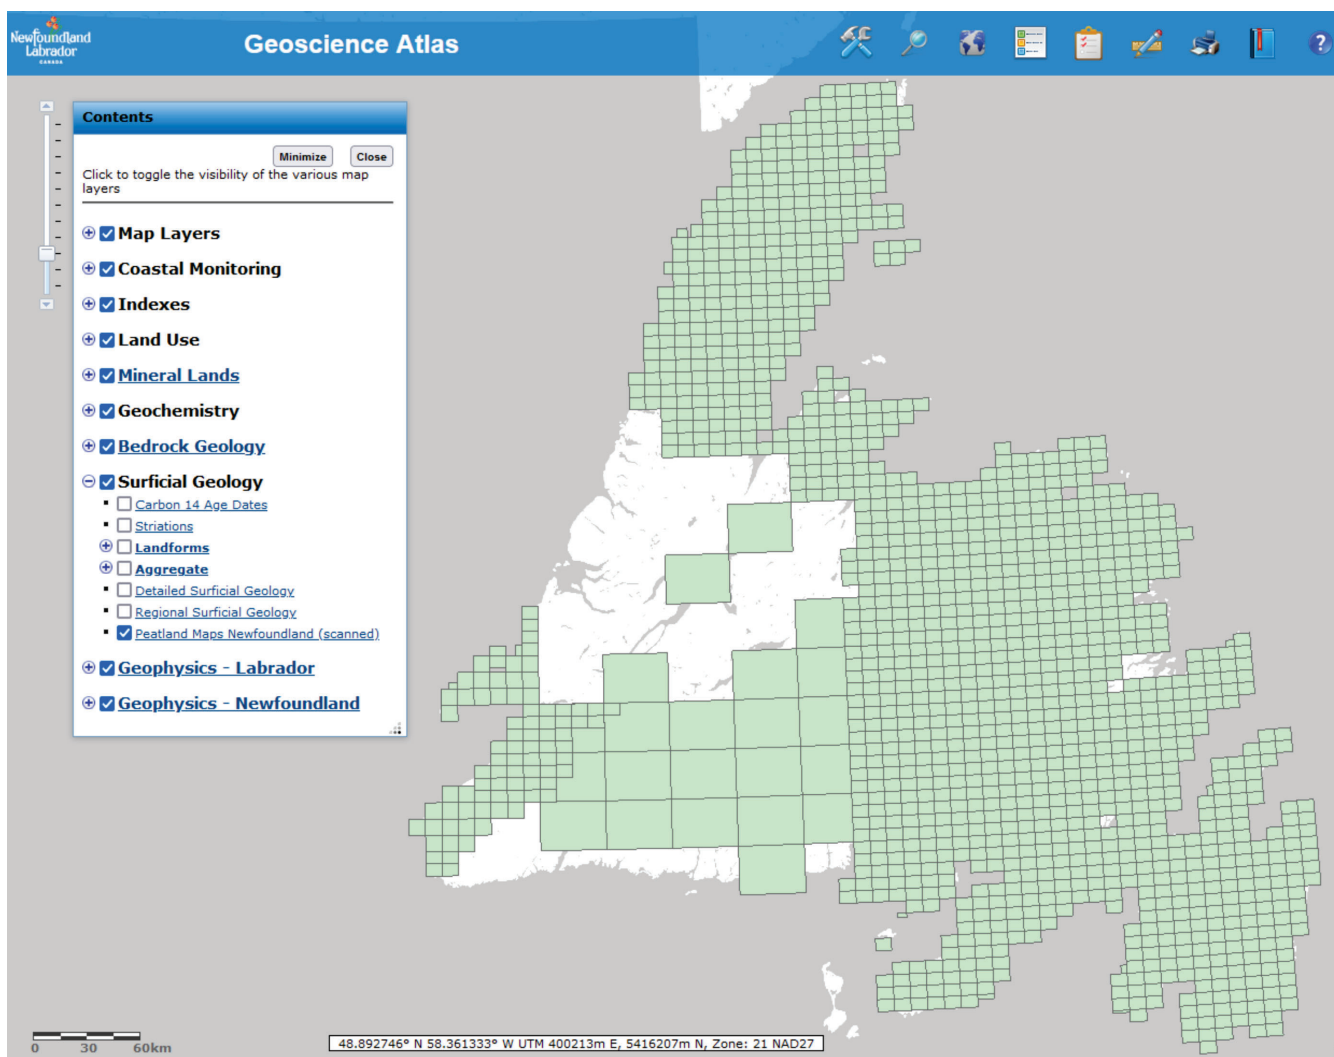 Newfoundland
Labrador
CANADA
Geoscience Atlas
?
Contents
Minimize Close
Click to toggle the visibility of the various map
layers
Map Layers
Coastal Monitoring
Indexes
Land Use
Mineral Lands
Geochemistry
Bedrock Geology
Surficial Geology
Carbon 14 Age Dates
Striations
Landforms
Aggregate
Detailed Surficial Geology
Regional Surficial Geology
Peatland Maps Newfoundland (scanned)
Geophysics - Labrador
Geophysics - Newfoundland
0 30 60km
48.892746° N 58.361333° W UTM 400213m E, 5416207m N, Zone: 21 NAD27